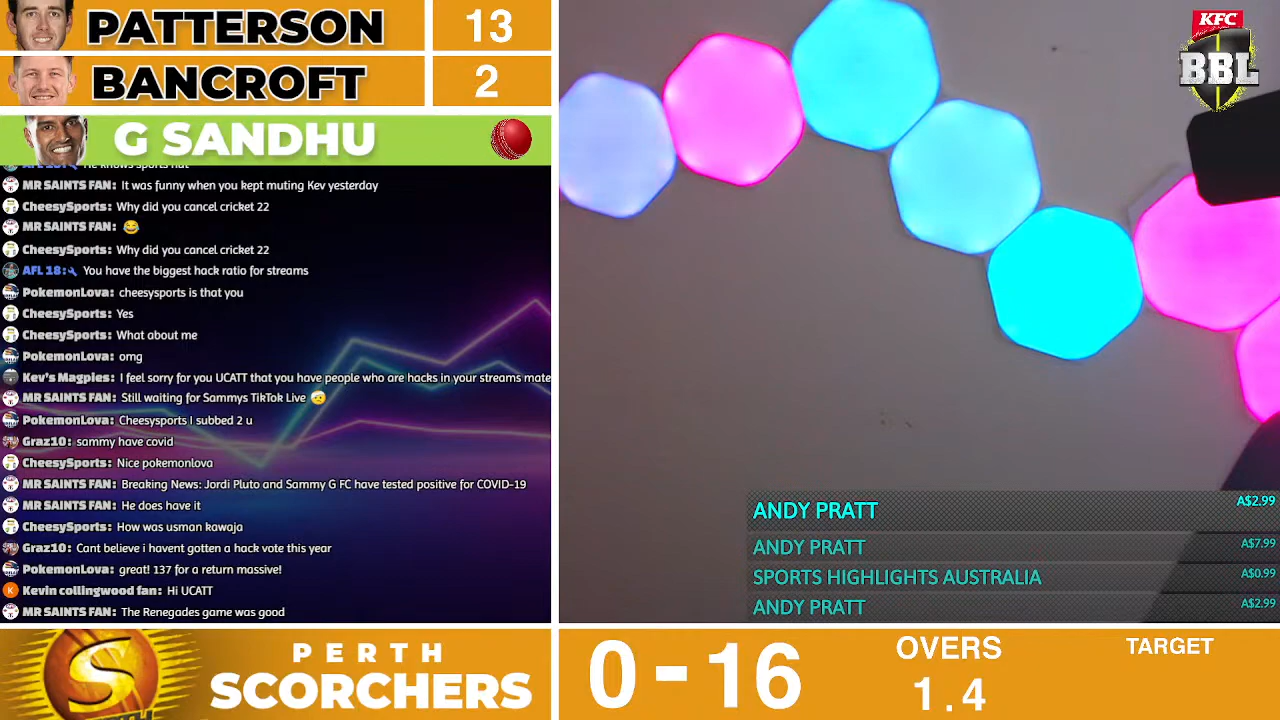 PATTERSON 13
BANCROFT 2
G SANDHU
KFC
BBL
AFL 18: He knows sports nut
MR SAINTS FAN: It was funny when you kept muting Kev yesterday
CheesySports: Why did you cancel cricket 22
MR SAINTS FAN: 😂
CheesySports: Why did you cancel cricket 22
AFL 18: You have the biggest hack ratio for streams
PokemonLova: cheesysports is that you
CheesySports: Yes
CheesySports: What about me
PokemonLova: omg
Kev's Magpies: I feel sorry for you UCATT that you have people who are hacks in your streams mate
MR SAINTS FAN: Still waiting for Sammys TikTok Live 🤕
PokemonLova: Cheesysports I subbed 2 u
Graz10: sammy have covid
CheesySports: Nice pokemonlova
MR SAINTS FAN: Breaking News: Jordi Pluto and Sammy G FC have tested positive for COVID-19
MR SAINTS FAN: He does have it
CheesySports: How was usman kawaja
Graz10: Cant believe i havent gotten a hack vote this year
PokemonLova: great! 137 for a return massive!
K Kevin collingwood fan: Hi UCATT
MR SAINTS FAN: The Renegades game was good
ANDY PRATT A$2.99
ANDY PRATT A$7.99
SPORTS HIGHLIGHTS AUSTRALIA A$0.99
ANDY PRATT A$2.99
PERTH
SCORCHERS
0 - 16
OVERS
1.4
TARGET